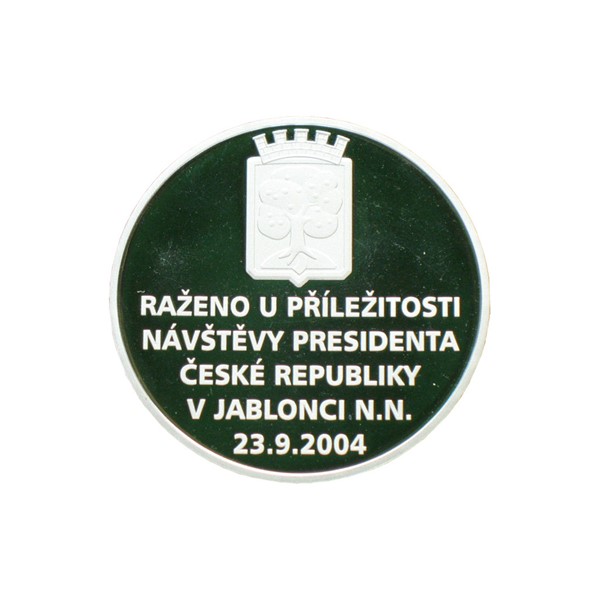 RAŽENO U PŘÍLEŽITOSTI
NÁVŠTĚVY PRESIDENTA
ČESKÉ REPUBLIKY
V JABLONCI N.N.
23.9.2004